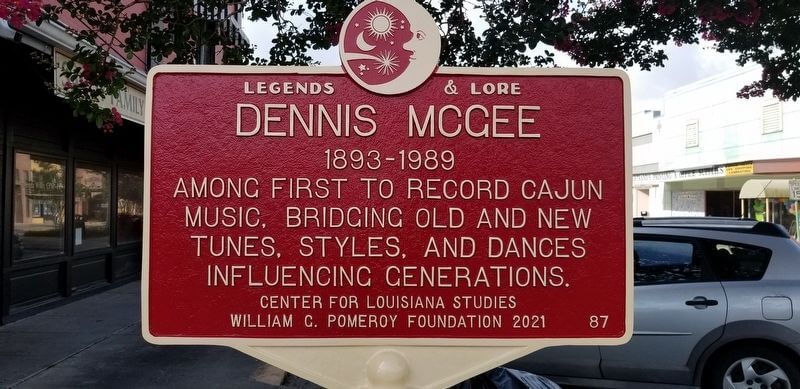 LEGENDS & LORE
DENNIS MCGEE
1893-1989
AMONG FIRST TO RECORD CAJUN
MUSIC, BRIDGING OLD AND NEW
TUNES, STYLES, AND DANCES
INFLUENCING GENERATIONS.
CENTER FOR LOUISIANA STUDIES
WILLIAM G. POMEROY FOUNDATION 2021 87